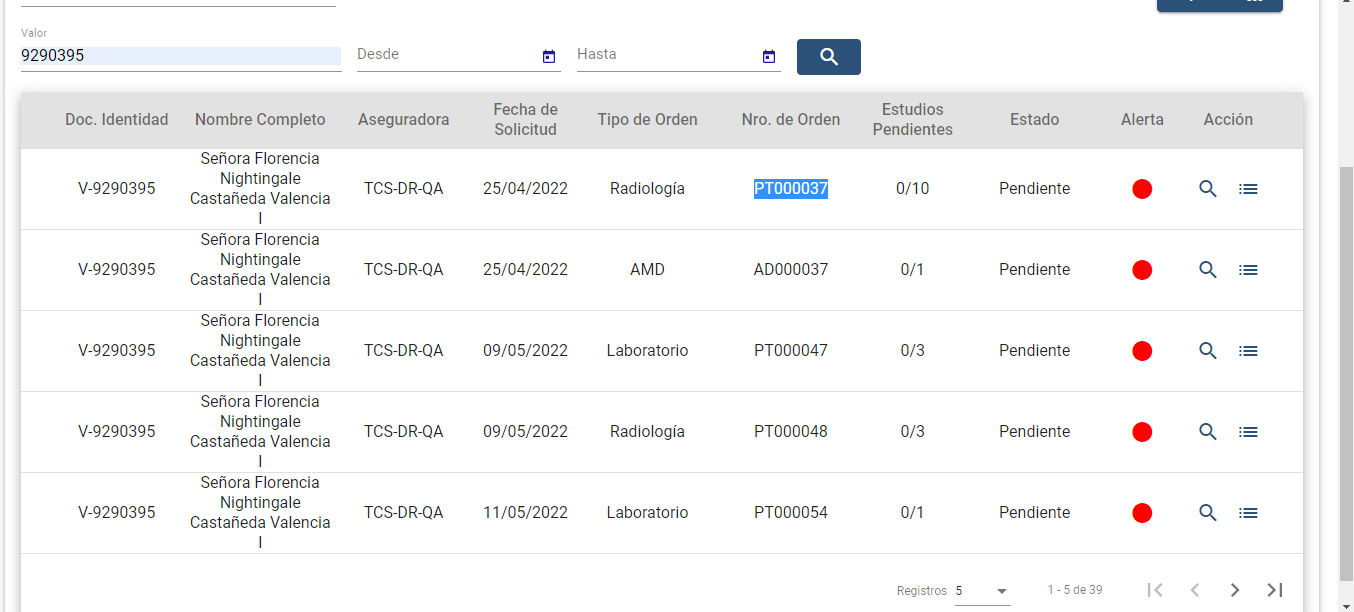 Valor
9290395 Desde Hasta
Doc. Identidad Nombre Completo Aseguradora Fecha de Solicitud Tipo de Orden Nro. de Orden Estudios Pendientes Estado Alerta Acción
Señora Florencia
Nightingale
V-9290395 Castañeda Valencia TCS-DR-QA 25/04/2022 Radiología PT000037 0/10 Pendiente
I
Señora Florencia
Nightingale
V-9290395 Castañeda Valencia TCS-DR-QA 25/04/2022 AMD AD000037 0/1 Pendiente
I
Señora Florencia
Nightingale
V-9290395 Castañeda Valencia TCS-DR-QA 09/05/2022 Laboratorio PT000047 0/3 Pendiente
I
Señora Florencia
Nightingale
V-9290395 Castañeda Valencia TCS-DR-QA 09/05/2022 Radiología PT000048 0/3 Pendiente
I
Señora Florencia
Nightingale
V-9290395 Castañeda Valencia TCS-DR-QA 11/05/2022 Laboratorio PT000054 0/1 Pendiente
I
Registros 5 1 - 5 de 39